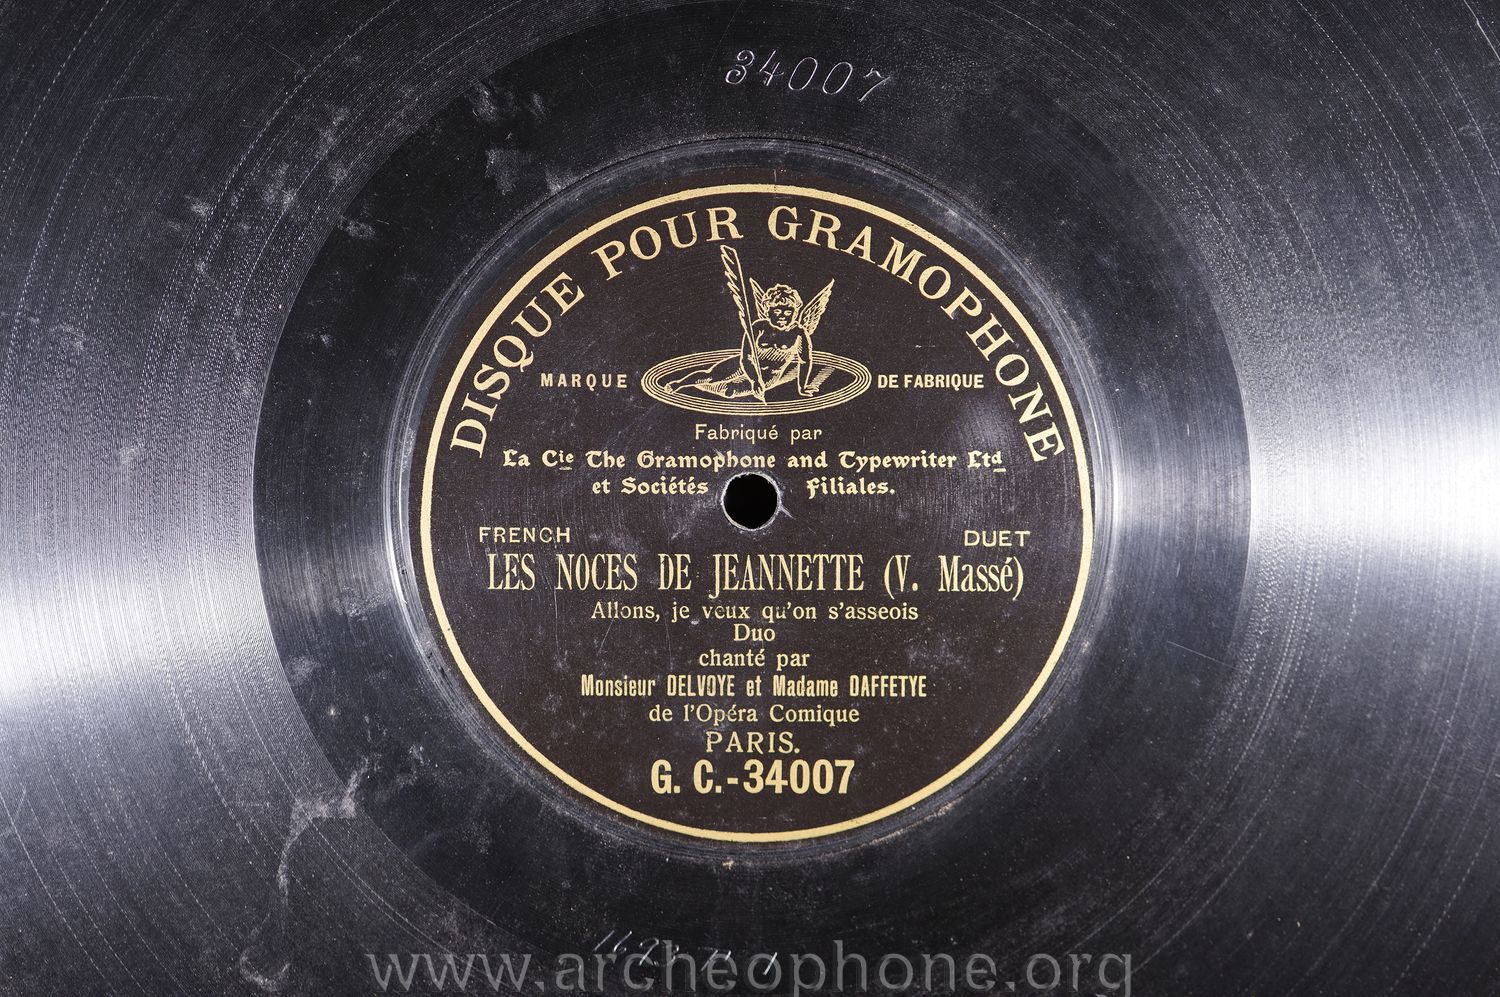 34007
DISQUE POUR GRAMOPHONE
MARQUE DE FABRIQUE
Fabriqué par
La Cie The Gramophone and Typewriter Ltd
et Sociétés filiales.
FRENCH DUET
LES NOCES DE JEANNETTE (V. Massé)
Allons, je veux qu'on s'asseois
Duo
chanté par
Monsieur DELVOYE et Madame DAFFETYE
de l'Opéra Comique
PARIS.
G. C.-34007
www.archeophone.org